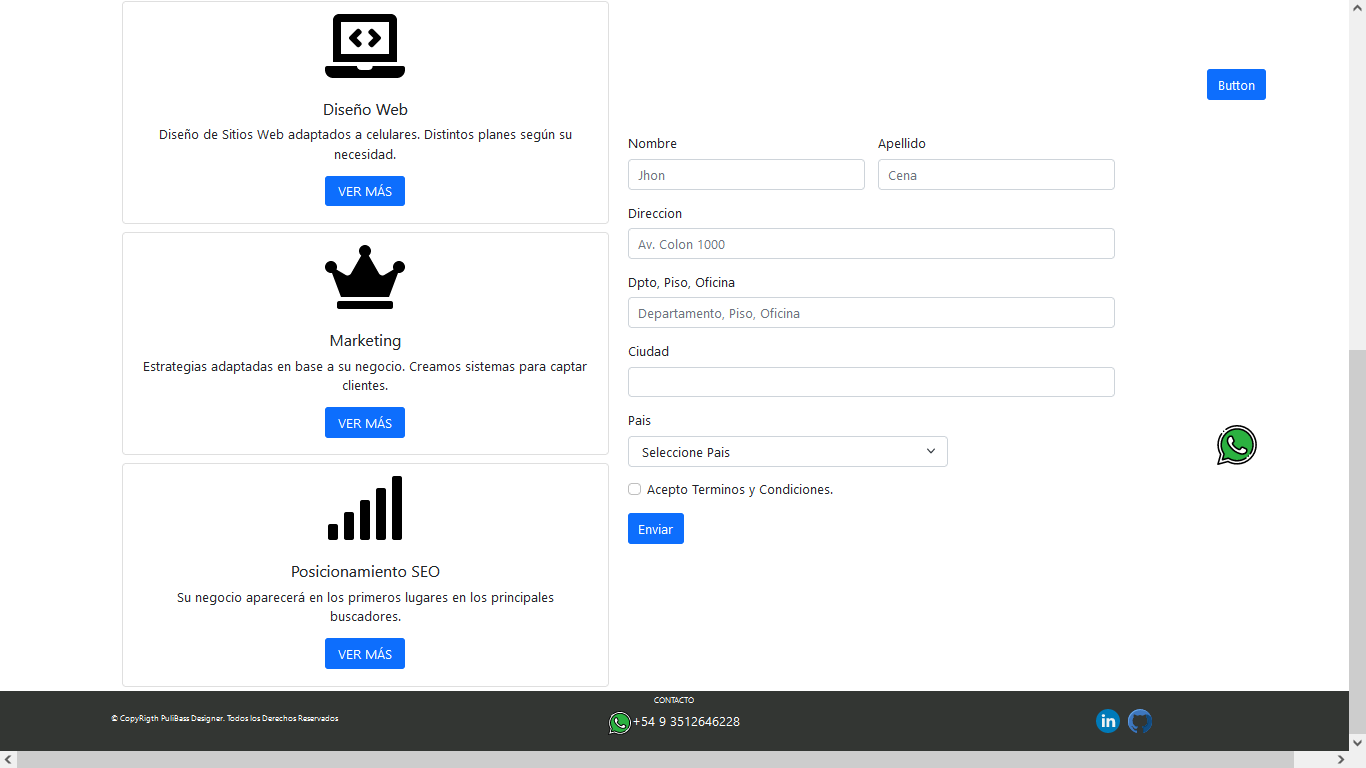 Diseño Web
Diseño de Sitios Web adaptados a celulares. Distintos planes según su
necesidad.
VER MÁS
Marketing
Estrategias adaptadas en base a su negocio. Creamos sistemas para captar
clientes.
VER MÁS
Posicionamiento SEO
Su negocio aparecerá en los primeros lugares en los principales
buscadores.
VER MÁS
Button
Nombre
Jhon
Apellido
Cena
Direccion
Av. Colon 1000
Dpto, Piso, Oficina
Departamento, Piso, Oficina
Ciudad
Pais
Seleccione Pais
Acepto Terminos y Condiciones.
Enviar
© CopyRigth PuliBass Designer. Todos los Derechos Reservados
CONTACTO
+54 9 3512646228
in